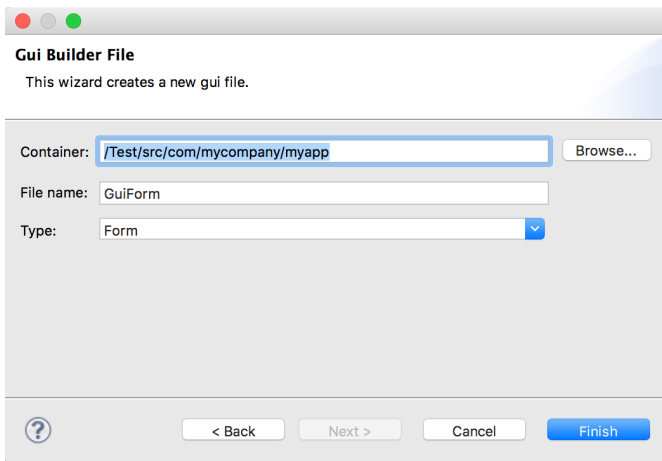 Gui Builder File
This wizard creates a new gui file.
Container: /Test/src/com/mycompany/myapp Browse...
File name: GuiForm
Type: Form
? < Back Next > Cancel Finish